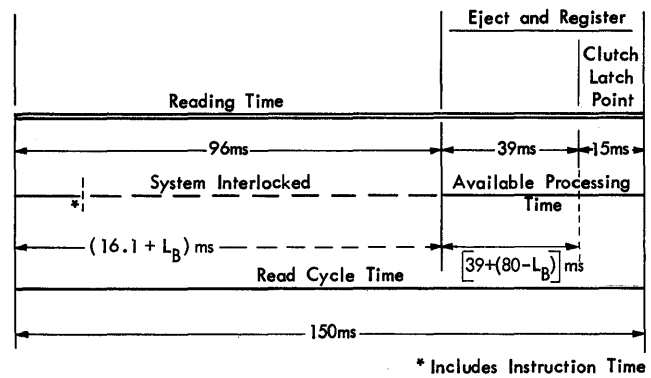 Eject and Register
Clutch
Latch
Point
Reading Time
96ms
39ms
15ms
System Interlocked
Available Processing
Time
*
(16.1 + L_B) ms
[39+(80-L_B)] ms
Read Cycle Time
150ms
* Includes Instruction Time